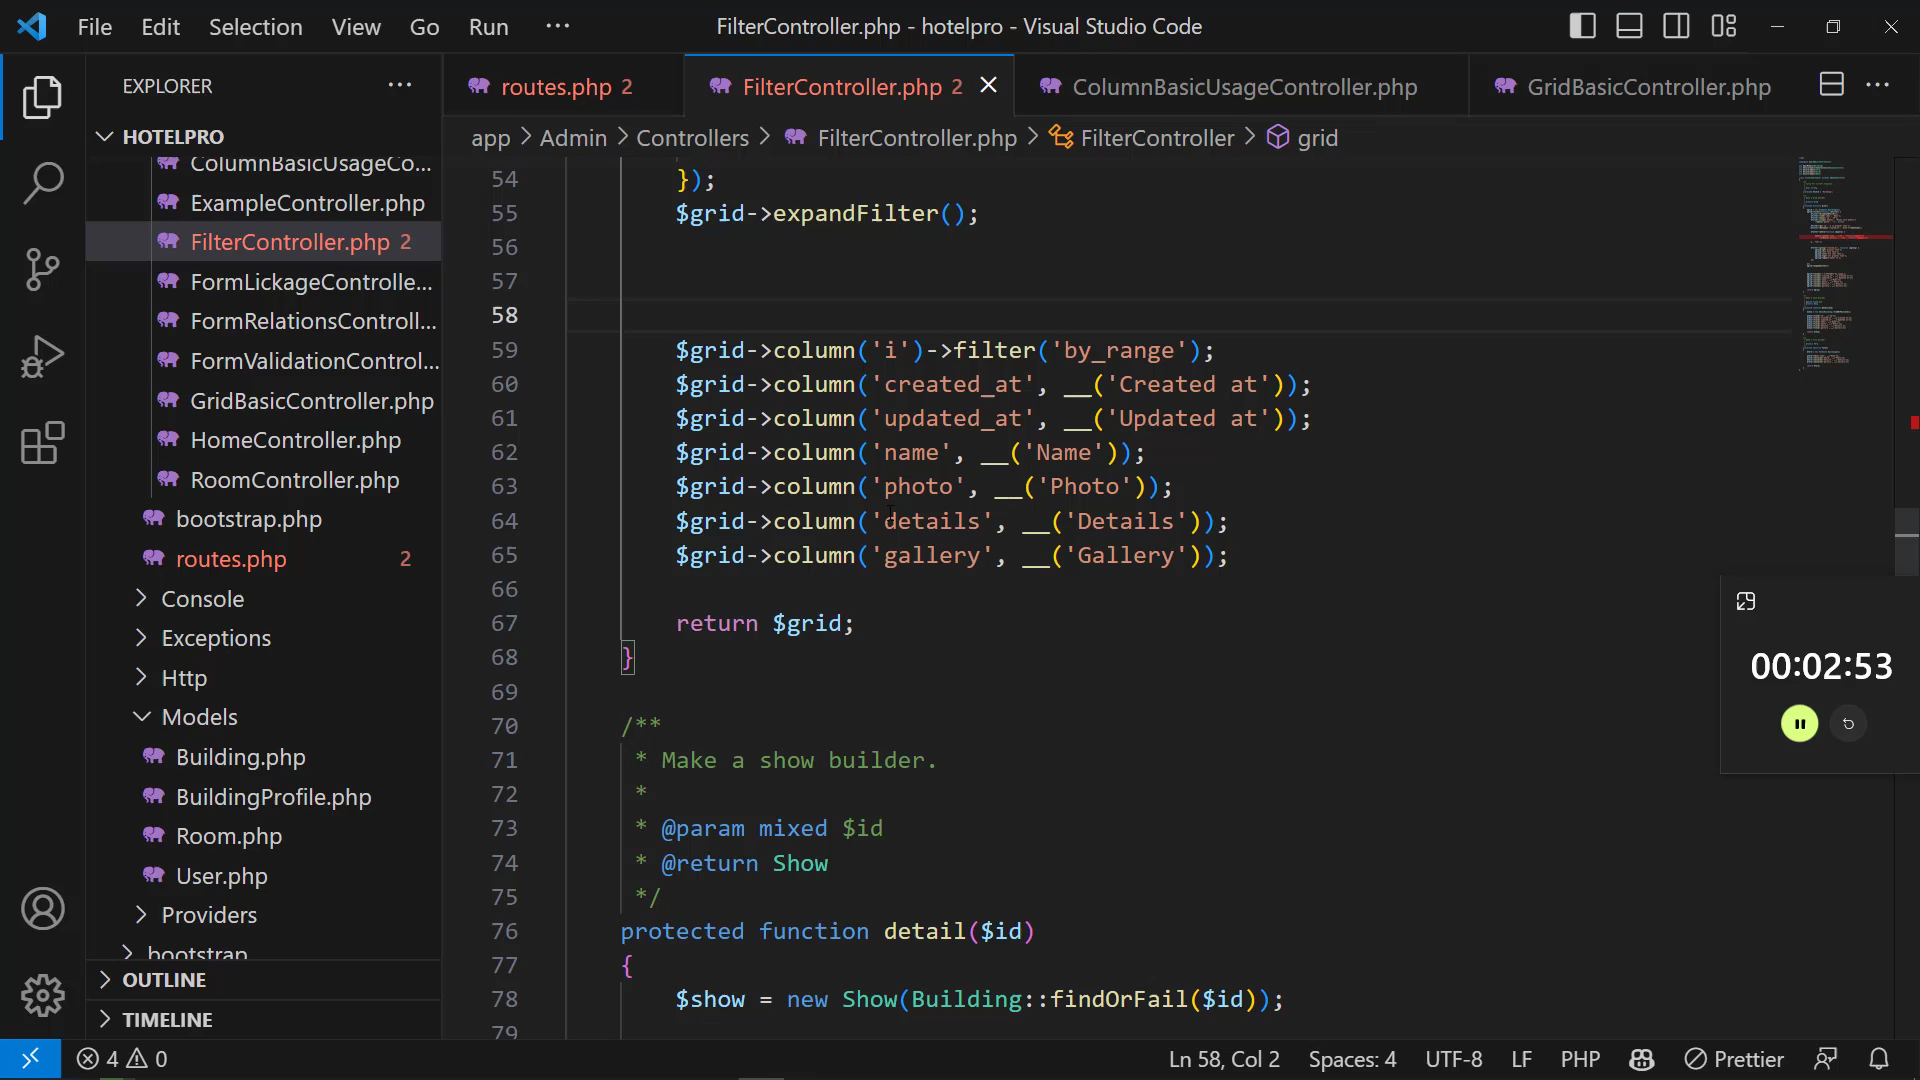 File Edit Selection View Go Run ···
FilterController.php - hotelpro - Visual Studio Code
EXPLORER
routes.php 2
FilterController.php 2
ColumnBasicUsageController.php
GridBasicController.php
HOTELPRO
app > Admin > Controllers > FilterController.php > FilterController > grid
ColumnBasicUsageCo...
ExampleController.php
FilterController.php 2
FormLickageControlle...
FormRelationsControll...
FormValidationControl...
GridBasicController.php
HomeController.php
RoomController.php
bootstrap.php
routes.php 2
Console
Exceptions
Http
Models
Building.php
BuildingProfile.php
Room.php
User.php
Providers
bootstrap
OUTLINE
TIMELINE
54 });
55 $grid->expandFilter();
56
57
58
59 $grid->column('i')->filter('by_range');
60 $grid->column('created_at', __('Created at'));
61 $grid->column('updated_at', __('Updated at'));
62 $grid->column('name', __('Name'));
63 $grid->column('photo', __('Photo'));
64 $grid->column('details', __('Details'));
65 $grid->column('gallery', __('Gallery'));
66
67 return $grid;
68 }
69
70 /**
71 * Make a show builder.
72 *
73 * @param mixed $id
74 * @return Show
75 */
76 protected function detail($id)
77 {
78 $show = new Show(Building::findOrFail($id));
79
00:02:53
4 0
Ln 58, Col 2 Spaces: 4 UTF-8 LF PHP Prettier